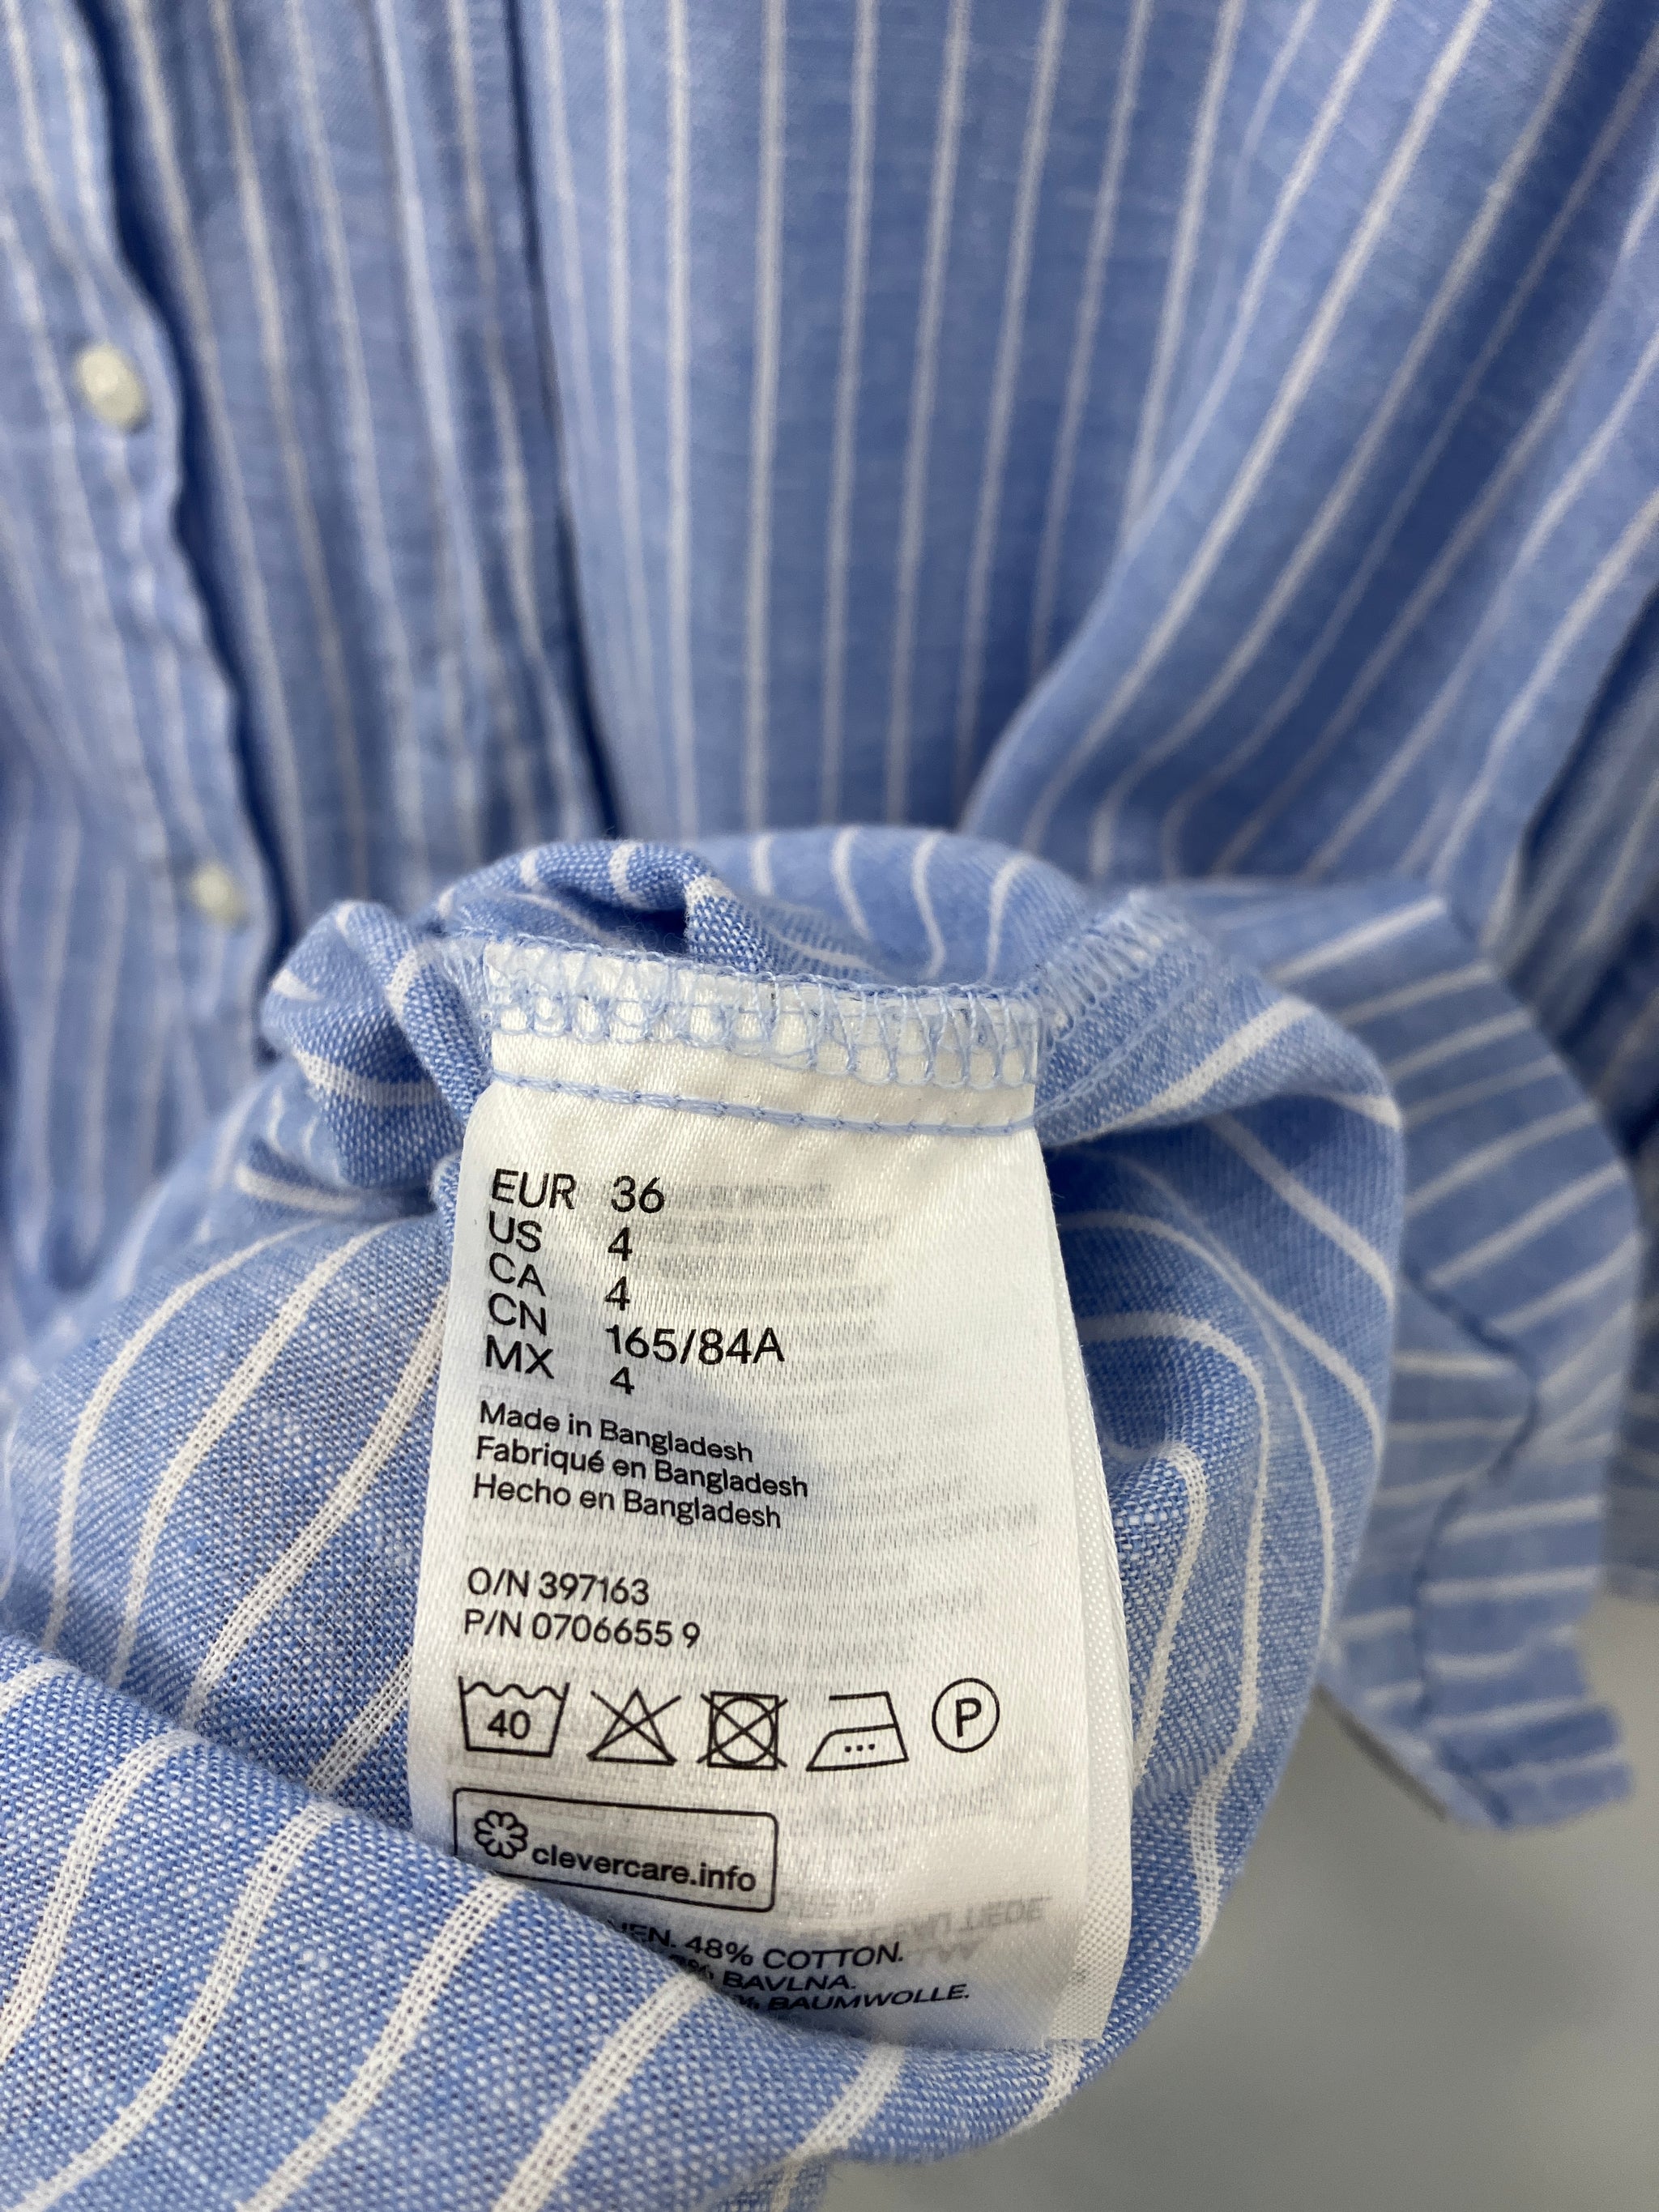 EUR 36
US 4
CA 4
CN 165/84A
MX 4
Made in Bangladesh
Fabriqué en Bangladesh
Hecho en Bangladesh
O/N 397163
P/N 0706655 9
40 P
clevercare.info
48% COTTON.
% BAVLNA.
% BAUMWOLLE.